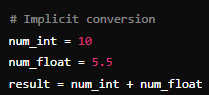 # Implicit conversion
num_int = 10
num_float = 5.5
result = num_int + num_float